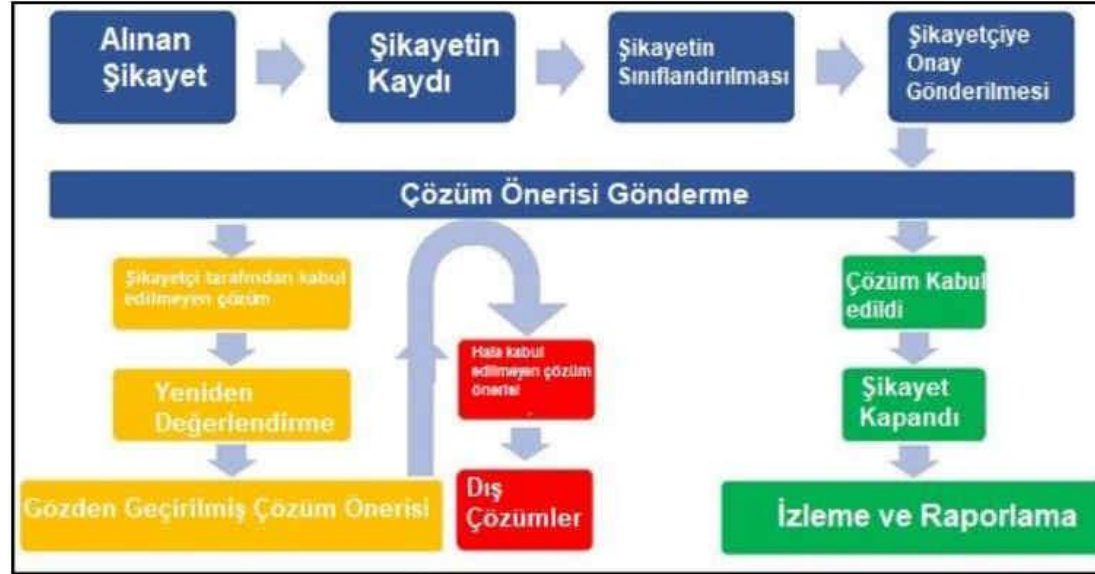 Alınan
Şikayet
Şikayetin
Kaydı
Şikayetin
Sınıflandırılması
Şikayetçiye
Onay
Gönderilmesi
Çözüm Önerisi Gönderme
Şikayetçi tarafından kabul
edilmeyen çözüm
Yeniden
Değerlendirme
Gözden Geçirilmiş Çözüm Önerisi
Hala kabul
edilmeyen çözüm
önerisi
Dış
Çözümler
Çözüm Kabul
edildi
Şikayet
Kapandı
İzleme ve Raporlama